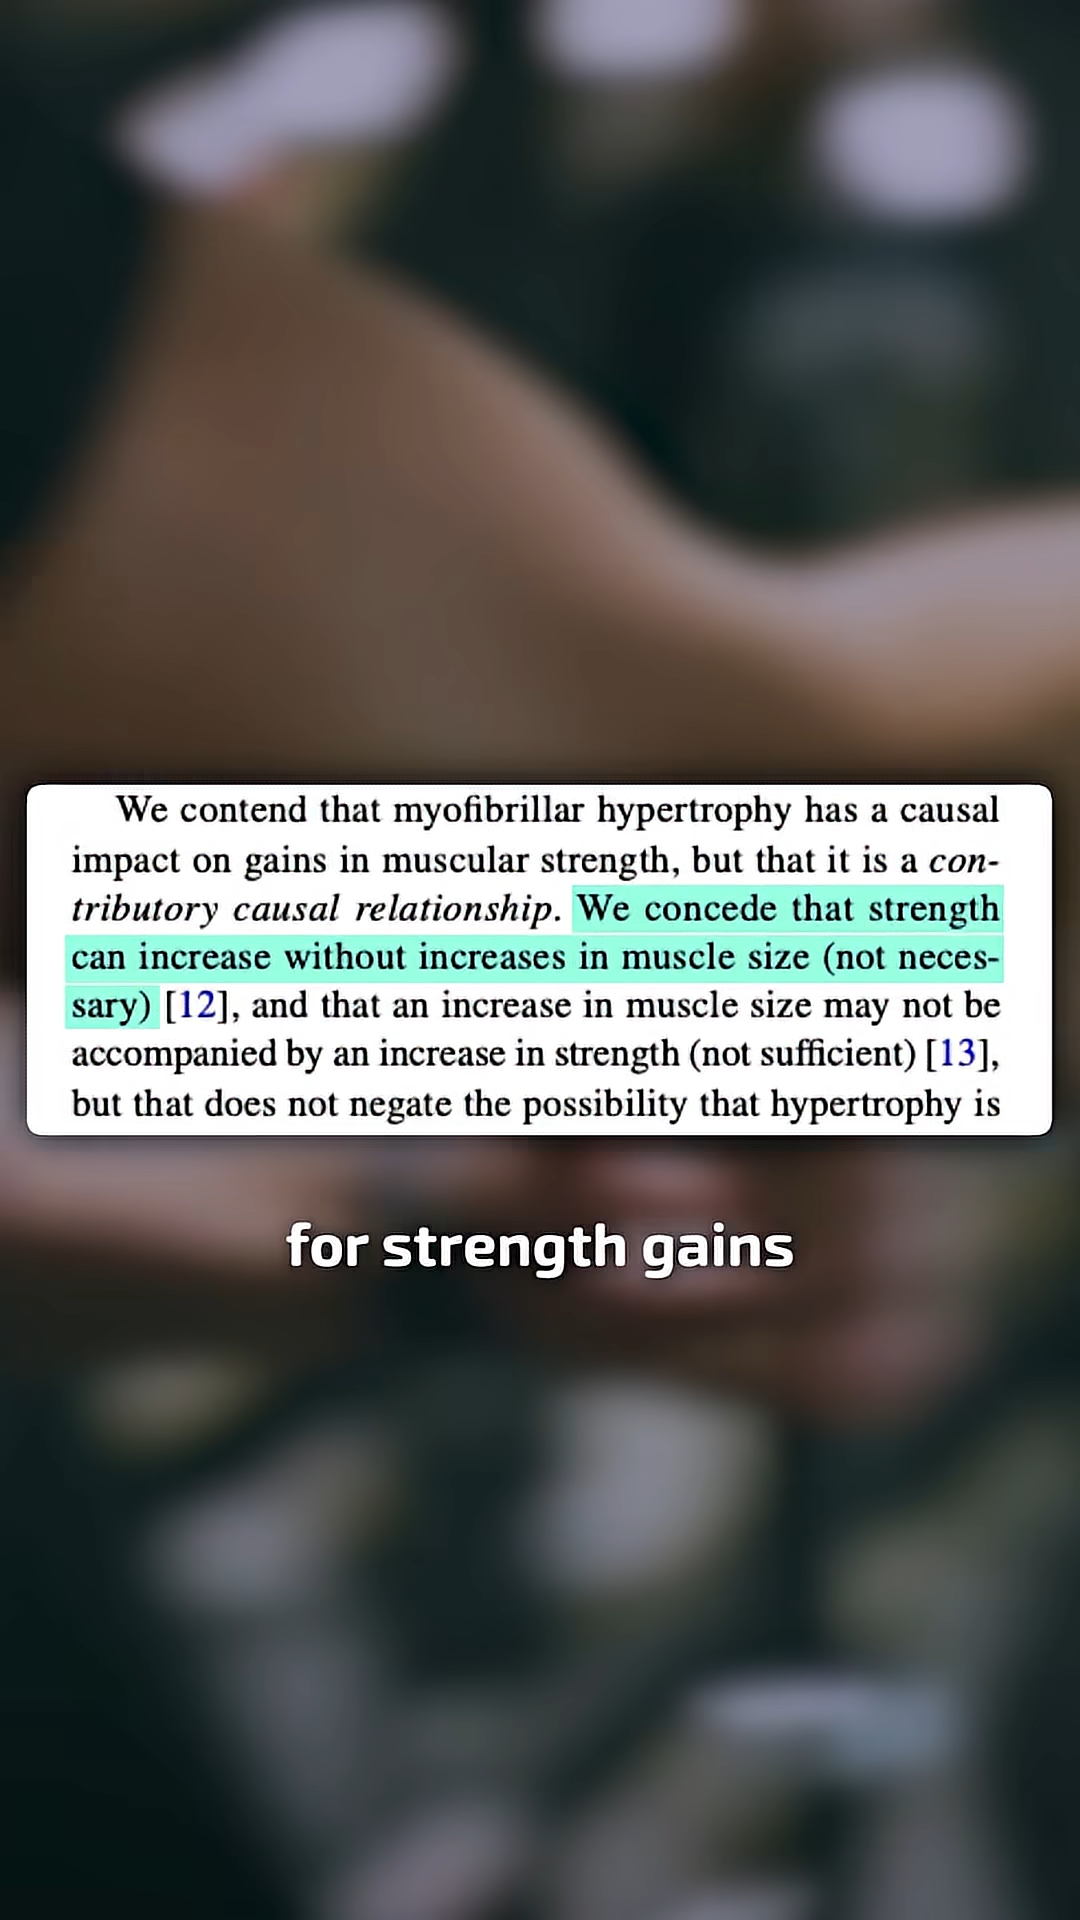 We contend that myofibrillar hypertrophy has a causal
impact on gains in muscular strength, but that it is a con-
tributory causal relationship. We concede that strength
can increase without increases in muscle size (not neces-
sary) [12], and that an increase in muscle size may not be
accompanied by an increase in strength (not sufficient) [13],
but that does not negate the possibility that hypertrophy is
for strength gains